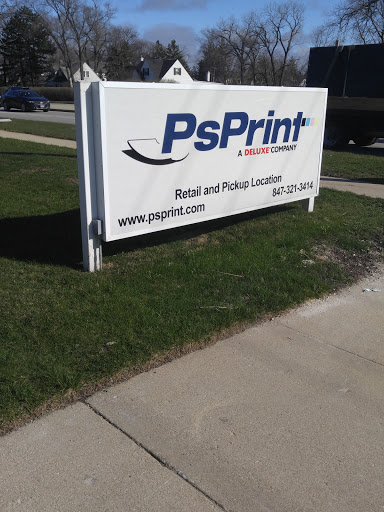 PsPrint
A DELUXE COMPANY
Retail and Pickup Location
847-321-3414
www.psprint.com